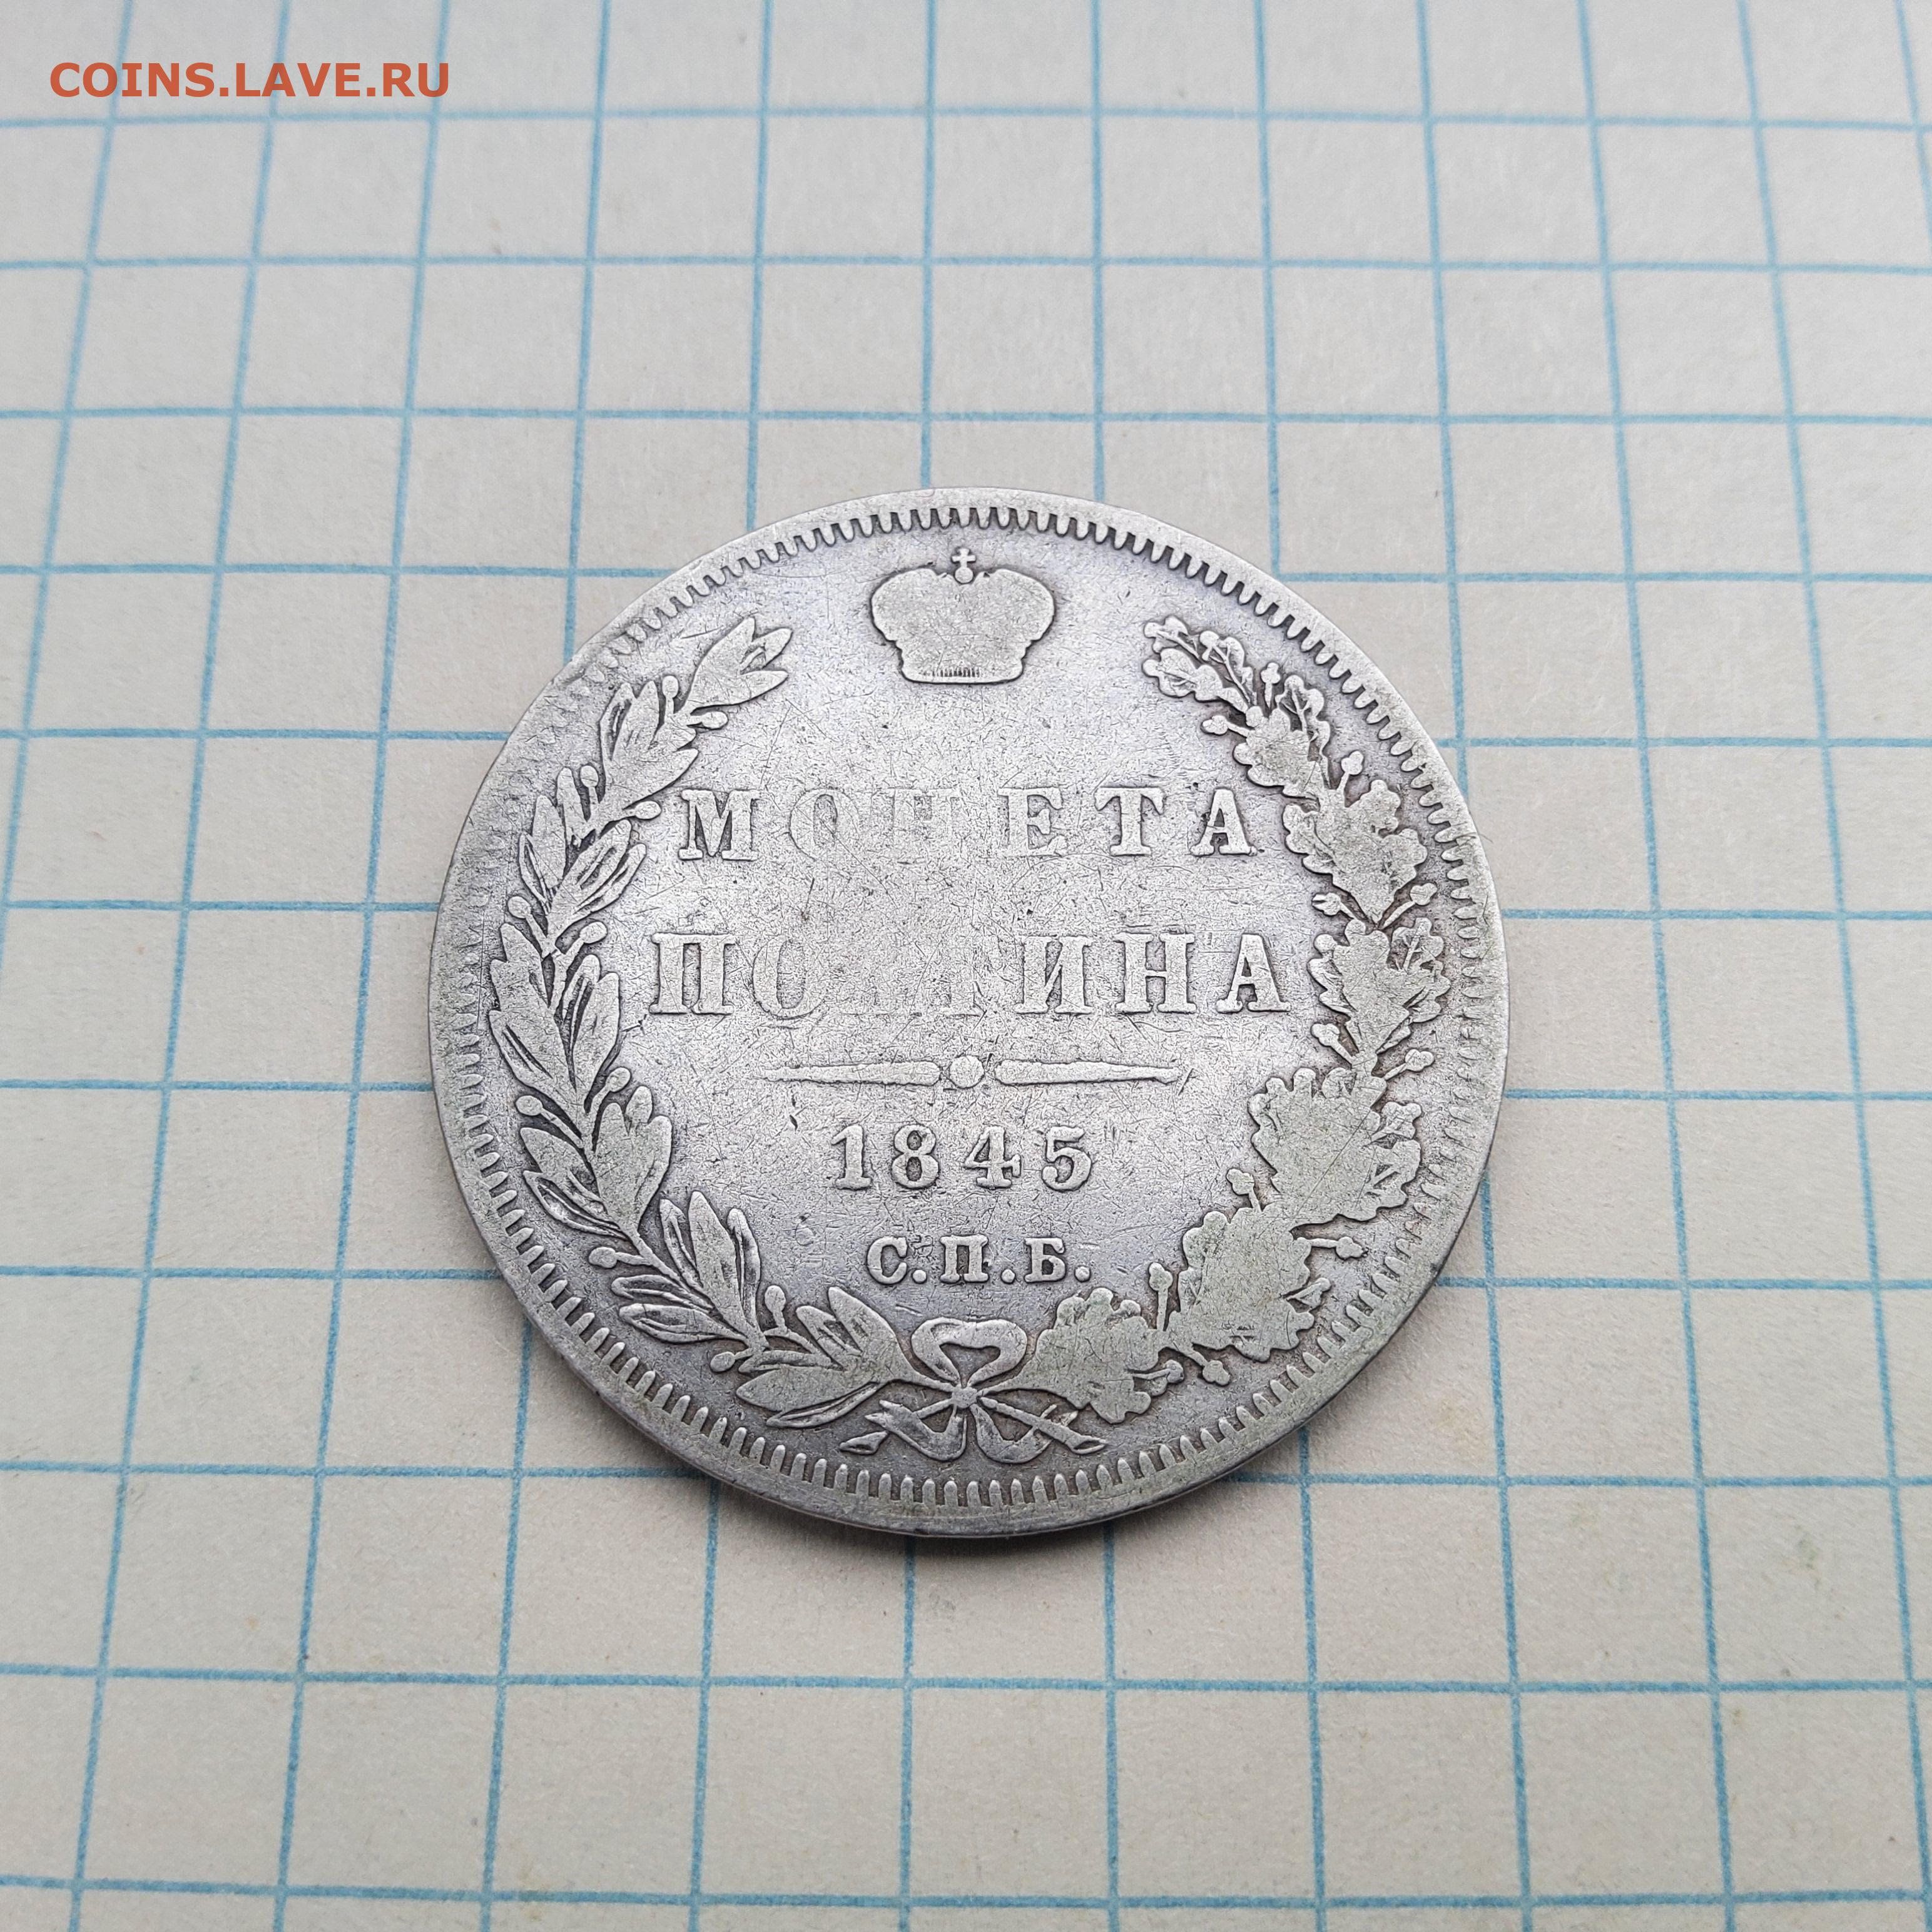 COINS.LAVE.RU
МОНЕТА
ПОЛТИНА
1845
С.П.Б.